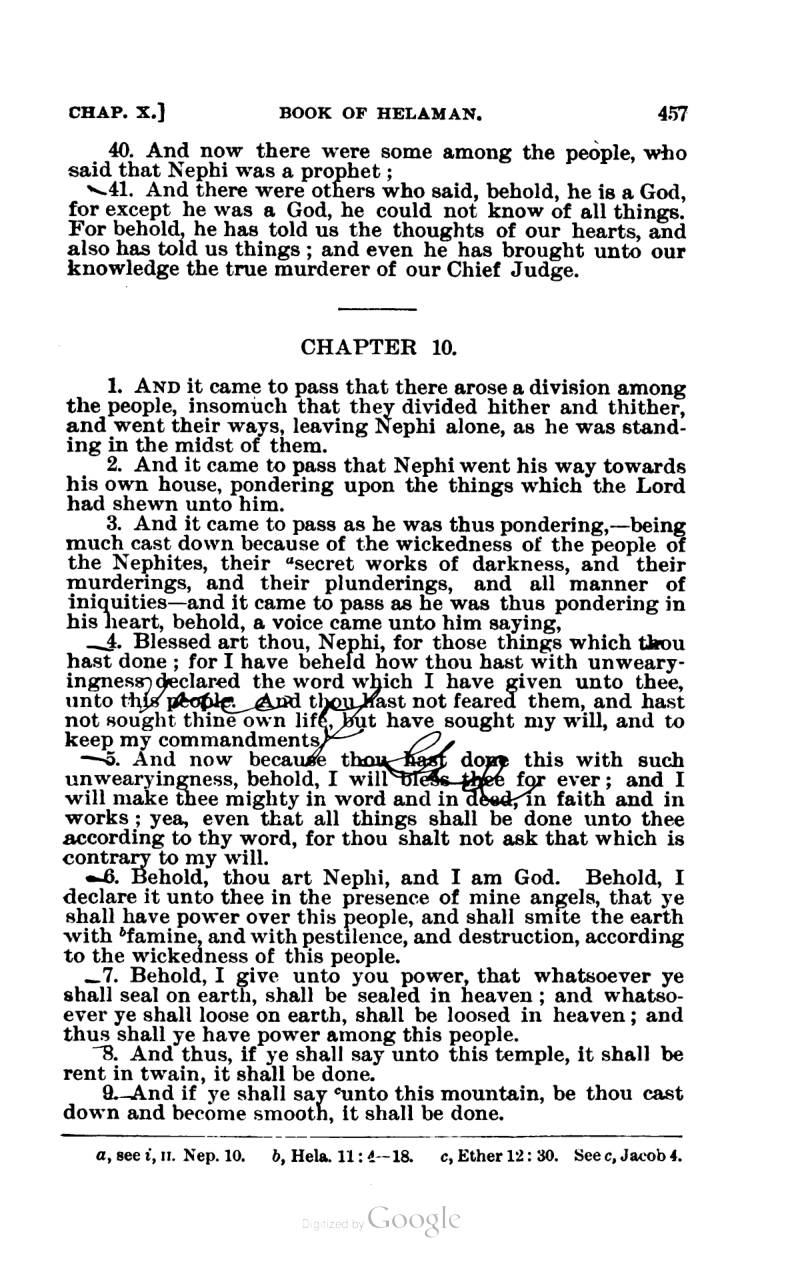 CHAP. X.] BOOK OF HELAMAN. 457
40. And now there were some among the people, who
said that Nephi was a prophet ;
41. And there were others who said, behold, he is a God,
for except he was a God, he could not know of all things.
For behold, he has told us the thoughts of our hearts, and
also has told us things ; and even he has brought unto our
knowledge the true murderer of our Chief Judge.
CHAPTER 10.
1. AND it came to pass that there arose a division among
the people, insomuch that they divided hither and thither,
and went their ways, leaving Nephi alone, as he was stand-
ing in the midst of them.
2. And it came to pass that Nephi went his way towards
his own house, pondering upon the things which the Lord
had shewn unto him.
3. And it came to pass as he was thus pondering,—being
much cast down because of the wickedness of the people of
the Nephites, their ᵃsecret works of darkness, and their
murderings, and their plunderings, and all manner of
iniquities—and it came to pass as he was thus pondering in
his heart, behold, a voice came unto him saying,
4. Blessed art thou, Nephi, for those things which thou
hast done ; for I have beheld how thou hast with unweary-
ingness declared the word which I have given unto thee,
unto this people. And thou hast not feared them, and hast
not sought thine own life, but have sought my will, and to
keep my commandments,
5. And now because thou hast done this with such
unwearyingness, behold, I will bless thee for ever ; and I
will make thee mighty in word and in deed, in faith and in
works ; yea, even that all things shall be done unto thee
according to thy word, for thou shalt not ask that which is
contrary to my will.
6. Behold, thou art Nephi, and I am God. Behold, I
declare it unto thee in the presence of mine angels, that ye
shall have power over this people, and shall smite the earth
with ᵇfamine, and with pestilence, and destruction, according
to the wickedness of this people.
7. Behold, I give unto you power, that whatsoever ye
shall seal on earth, shall be sealed in heaven ; and whatso-
ever ye shall loose on earth, shall be loosed in heaven ; and
thus shall ye have power among this people.
8. And thus, if ye shall say unto this temple, it shall be
rent in twain, it shall be done.
9. And if ye shall say ᶜunto this mountain, be thou cast
down and become smooth, it shall be done.
a, see i, II. Nep. 10. b, Hela. 11 : 4--18. c, Ether 12 : 30. See c, Jacob 4.
Digitized by Google